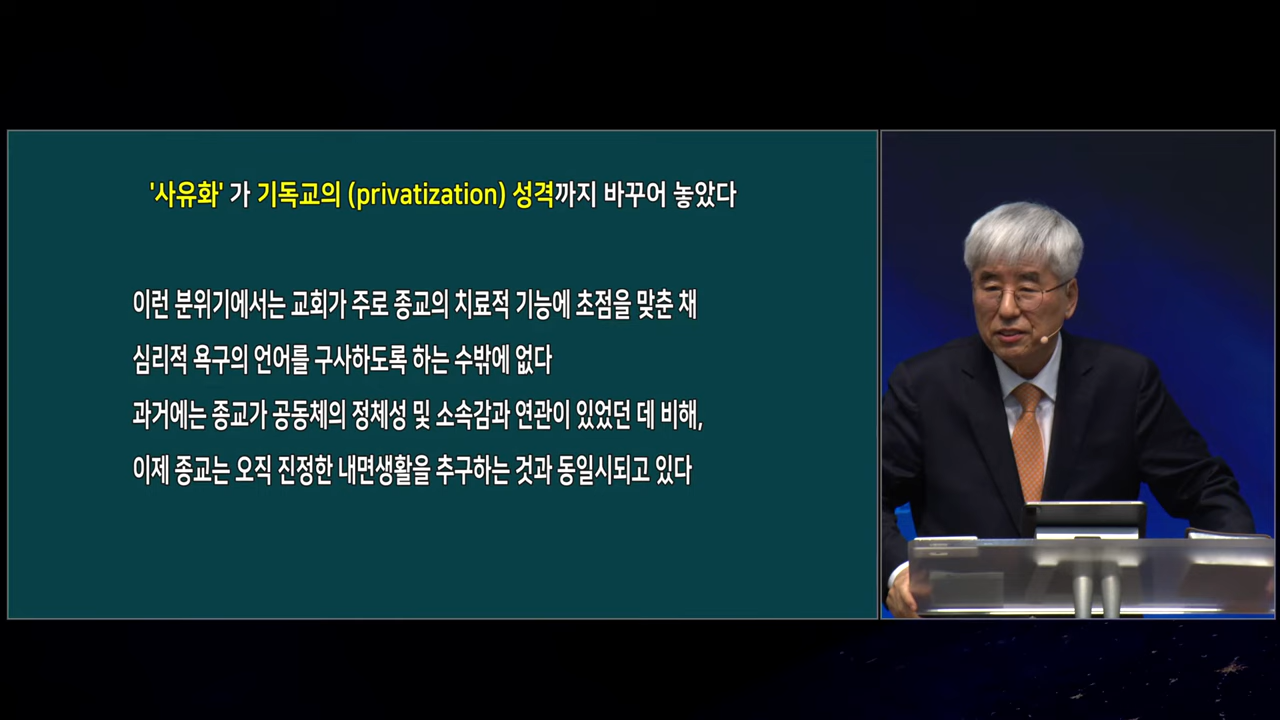 '사유화' 가 기독교의 (privatization) 성격까지 바꾸어 놓았다
이런 분위기에서는 교회가 주로 종교의 치료적 기능에 초점을 맞춘 채
심리적 욕구의 언어를 구사하도록 하는 수밖에 없다
과거에는 종교가 공동체의 정체성 및 소속감과 연관이 있었던 데 비해,
이제 종교는 오직 진정한 내면생활을 추구하는 것과 동일시되고 있다